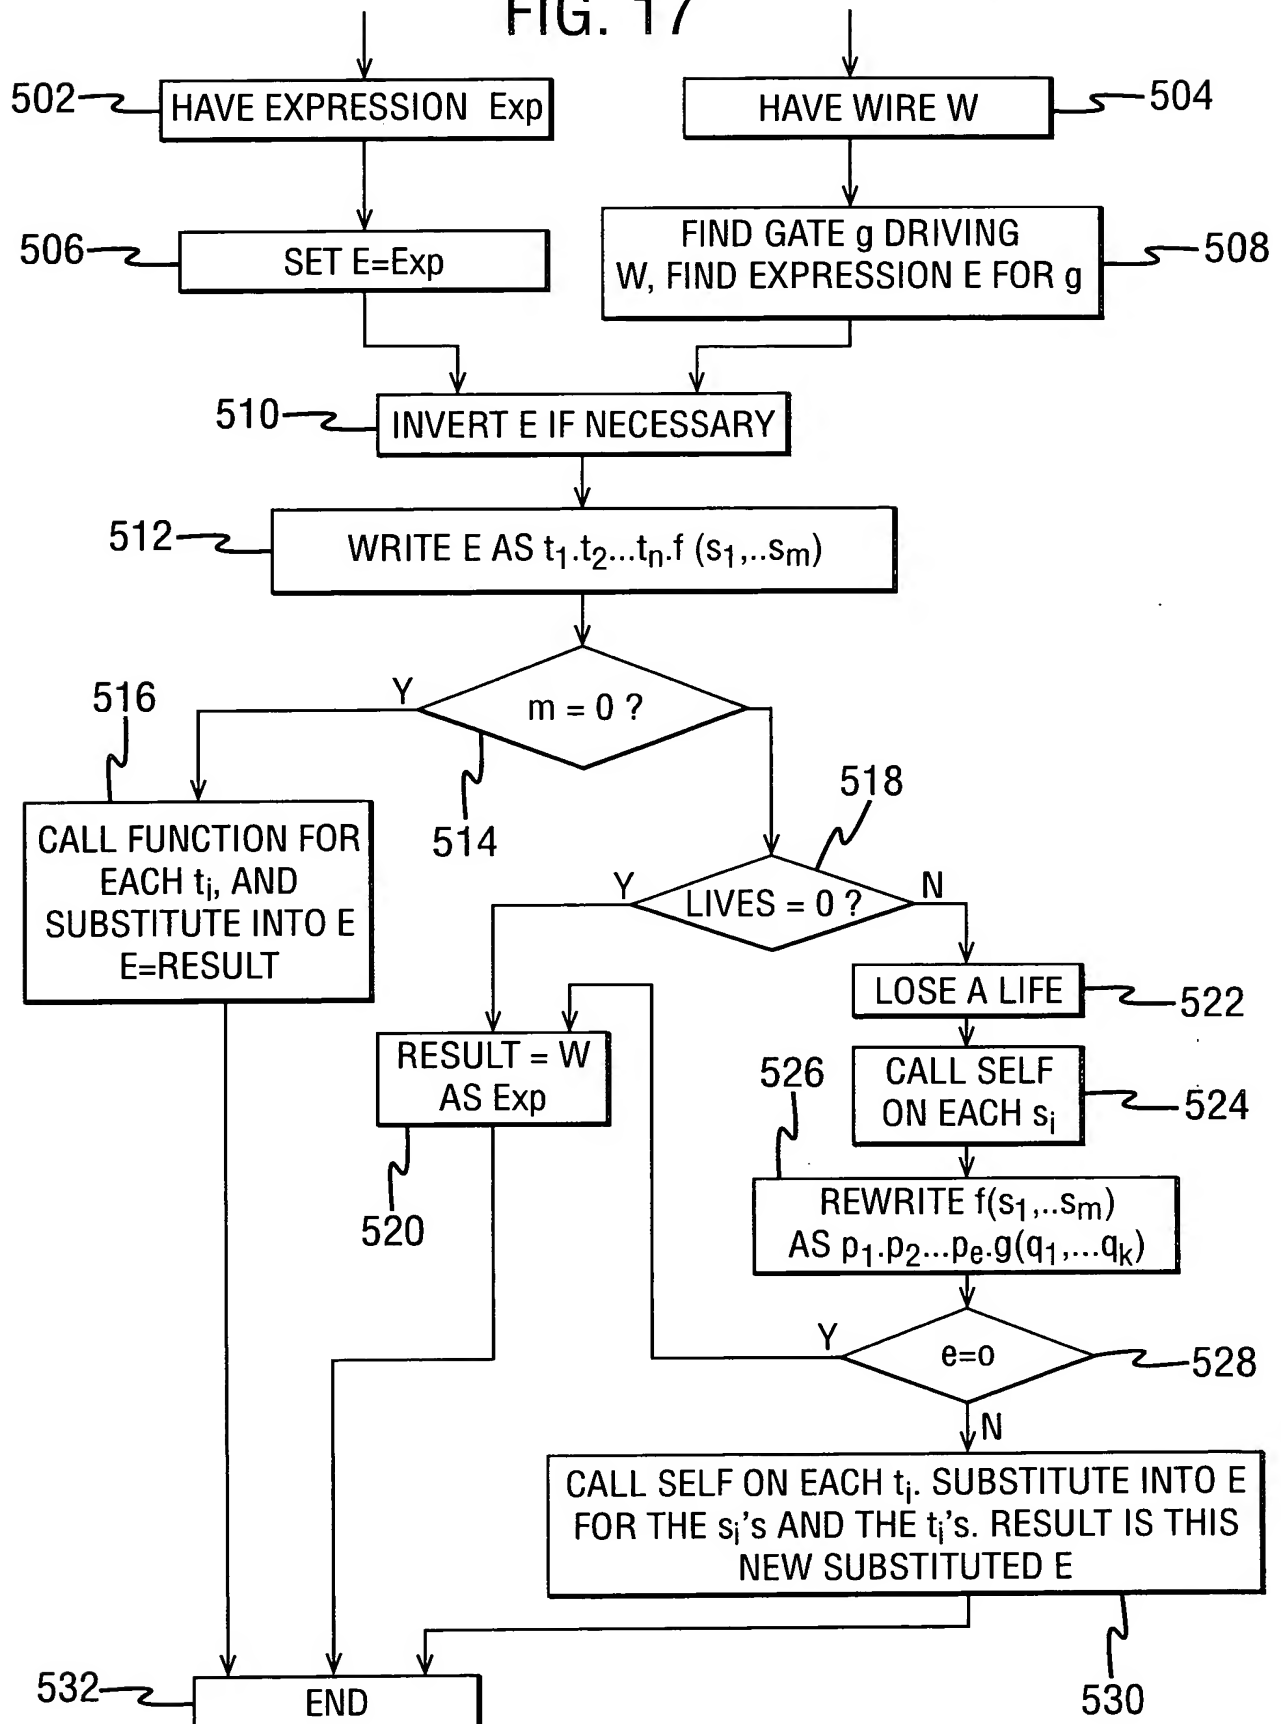 FIG. 17
502
HAVE EXPRESSION Exp
HAVE WIRE W
504
506
SET E=Exp
FIND GATE g DRIVING
W, FIND EXPRESSION E FOR g
508
510
INVERT E IF NECESSARY
512
WRITE E AS t₁.t₂...tₙ.f (s₁,..sₘ)
516
Y
m = 0 ?
514
518
CALL FUNCTION FOR
EACH tᵢ, AND
SUBSTITUTE INTO E
E=RESULT
Y
LIVES = 0 ?
N
LOSE A LIFE
522
RESULT = W
AS Exp
520
526
CALL SELF
ON EACH sᵢ
524
REWRITE f(s₁,..sₘ)
AS p₁.p₂...pₑ.g(q₁,...qₖ)
Y
e=o
528
N
CALL SELF ON EACH tᵢ. SUBSTITUTE INTO E
FOR THE sᵢ's AND THE tᵢ's. RESULT IS THIS
NEW SUBSTITUTED E
530
532
END